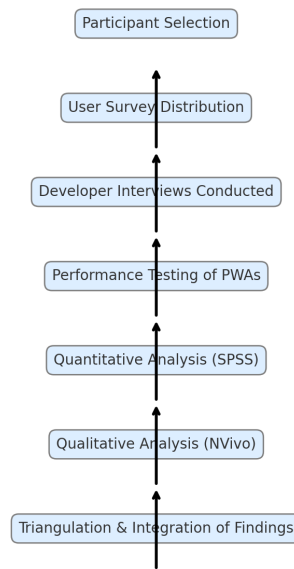 Participant Selection
User Survey Distribution
Developer Interviews Conducted
Performance Testing of PWAs
Quantitative Analysis (SPSS)
Qualitative Analysis (NVivo)
Triangulation & Integration of Findings